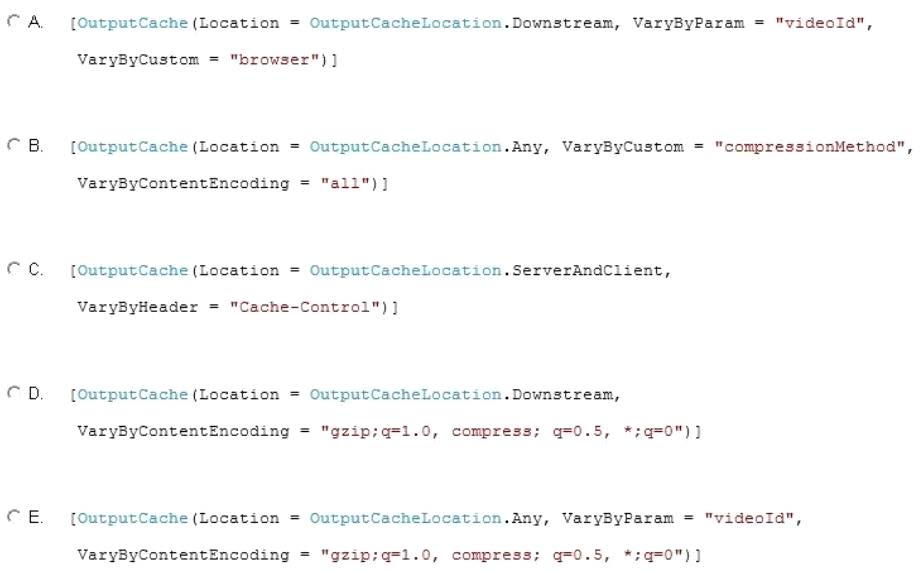 A. [OutputCache(Location = OutputCacheLocation.Downstream, VaryByParam = "videoId",
VaryByCustom = "browser")]
B. [OutputCache(Location = OutputCacheLocation.Any, VaryByCustom = "compressionMethod",
VaryByContentEncoding = "all")]
C. [OutputCache(Location = OutputCacheLocation.ServerAndClient,
VaryByHeader = "Cache-Control")]
D. [OutputCache(Location = OutputCacheLocation.Downstream,
VaryByContentEncoding = "gzip;q=1.0, compress; q=0.5, *;q=0")]
E. [OutputCache(Location = OutputCacheLocation.Any, VaryByParam = "videoId",
VaryByContentEncoding = "gzip;q=1.0, compress; q=0.5, *;q=0")]